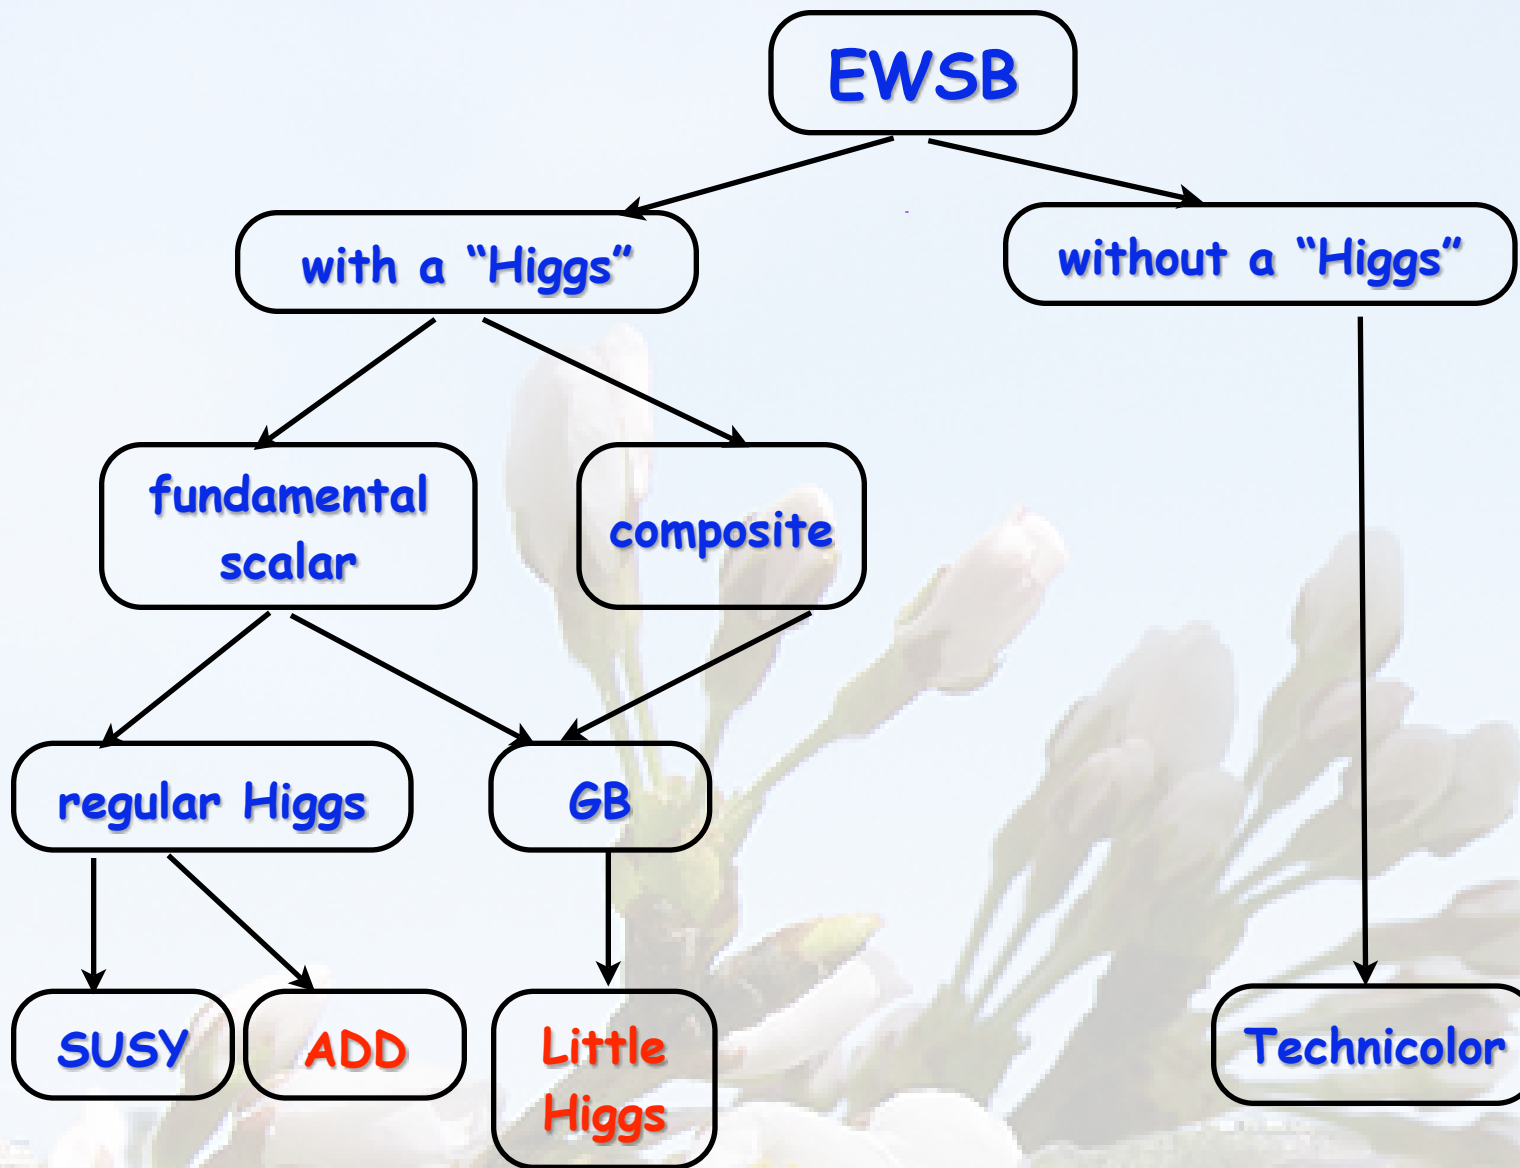 EWSB
with a “Higgs”
without a “Higgs”
fundamental
scalar
composite
regular Higgs
GB
SUSY
ADD
Little
Higgs
Technicolor